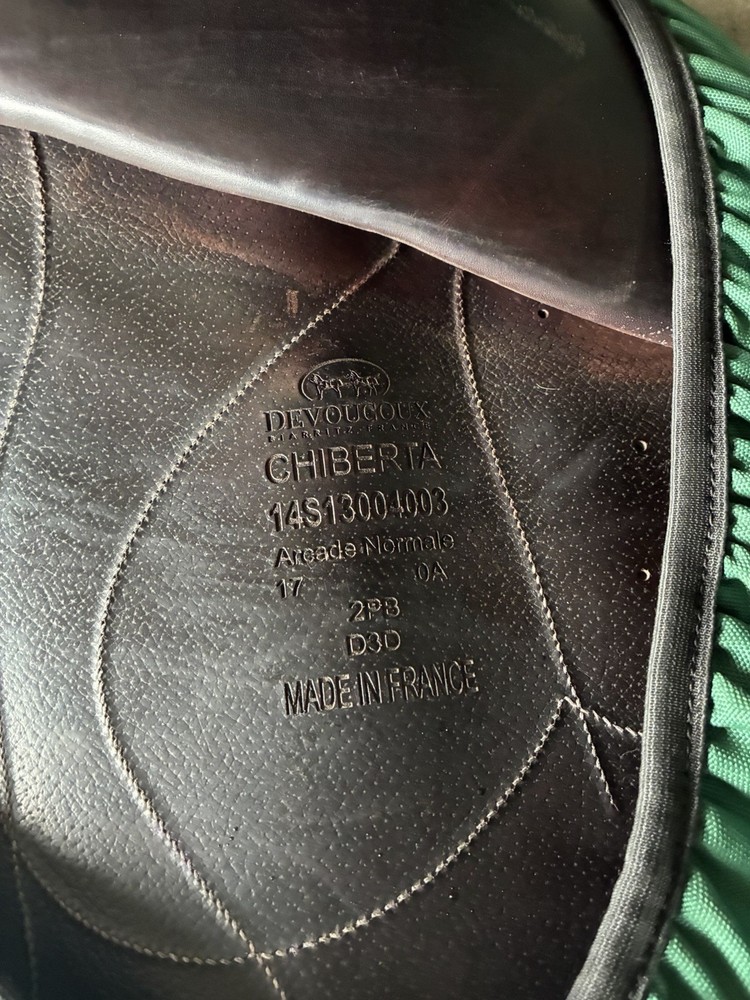 DEVOUCOUX
BIARRITZ FRANCE
CHIBERTA
14S13004003
Arcade Normale
17 0A
2PB
D3D
MADE IN FRANCE